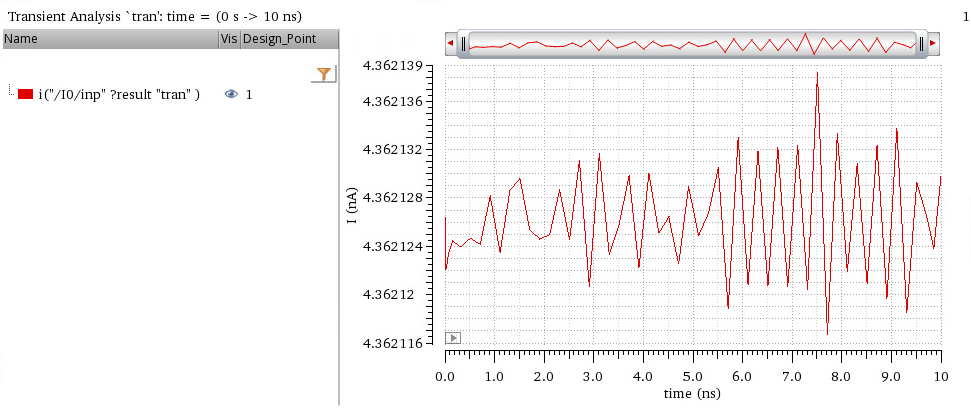 Transient Analysis `tran': time = (0 s -> 10 ns)
1
Name Vis Design_Point
i("/I0/inp" ?result "tran" ) 1
4.362139
4.362136
4.362132
4.362128
4.362124
4.36212
4.362116
I (nA)
0.0 1.0 2.0 3.0 4.0 5.0 6.0 7.0 8.0 9.0 10
time (ns)